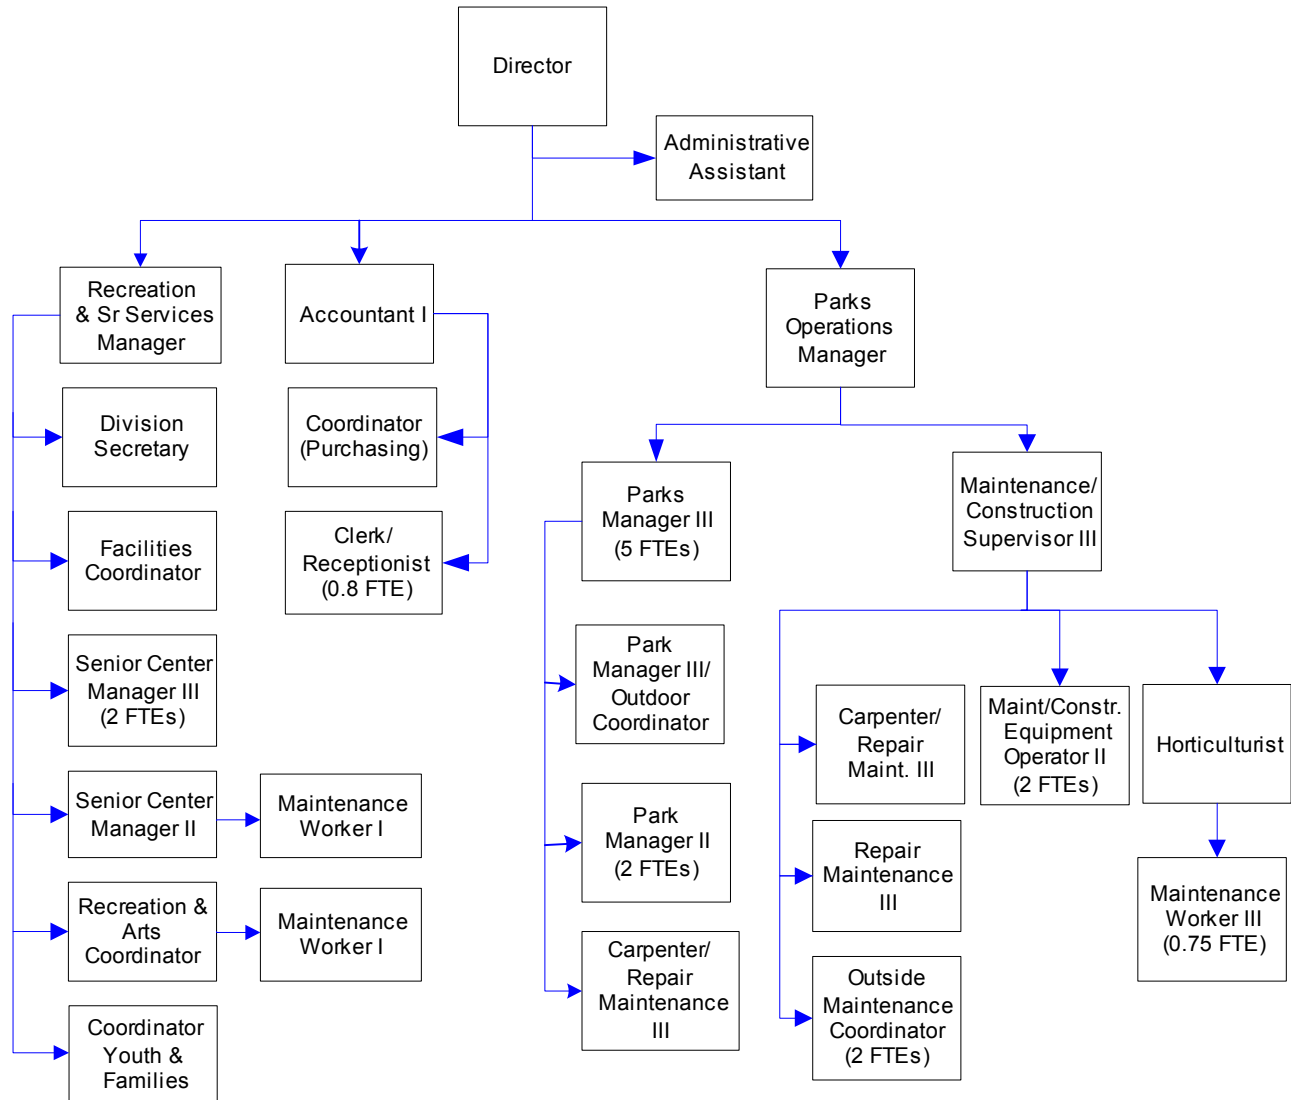 Director
Administrative
Assistant
Recreation
& Sr Services
Manager
Accountant I
Parks
Operations
Manager
Division
Secretary
Coordinator
(Purchasing)
Parks
Manager III
(5 FTEs)
Maintenance/
Construction
Supervisor III
Facilities
Coordinator
Clerk/
Receptionist
(0.8 FTE)
Senior Center
Manager III
(2 FTEs)
Park
Manager III/
Outdoor
Coordinator
Carpenter/
Repair
Maint. III
Maint/Constr.
Equipment
Operator II
(2 FTEs)
Horticulturist
Senior Center
Manager II
Maintenance
Worker I
Park
Manager II
(2 FTEs)
Repair
Maintenance
III
Maintenance
Worker III
(0.75 FTE)
Recreation &
Arts
Coordinator
Maintenance
Worker I
Carpenter/
Repair
Maintenance
III
Outside
Maintenance
Coordinator
(2 FTEs)
Coordinator
Youth &
Families